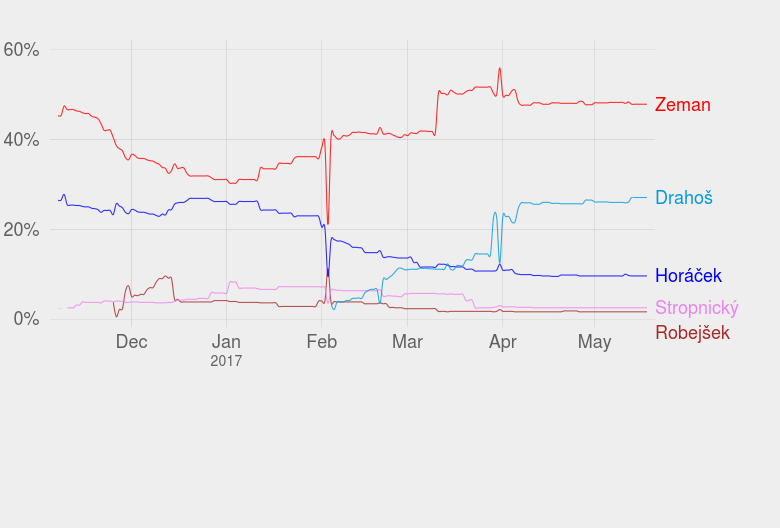 60%
Zeman
40%
Drahoš
20%
Horáček
Stropnický
0%
Robejšek
Dec Jan Feb Mar Apr May
2017